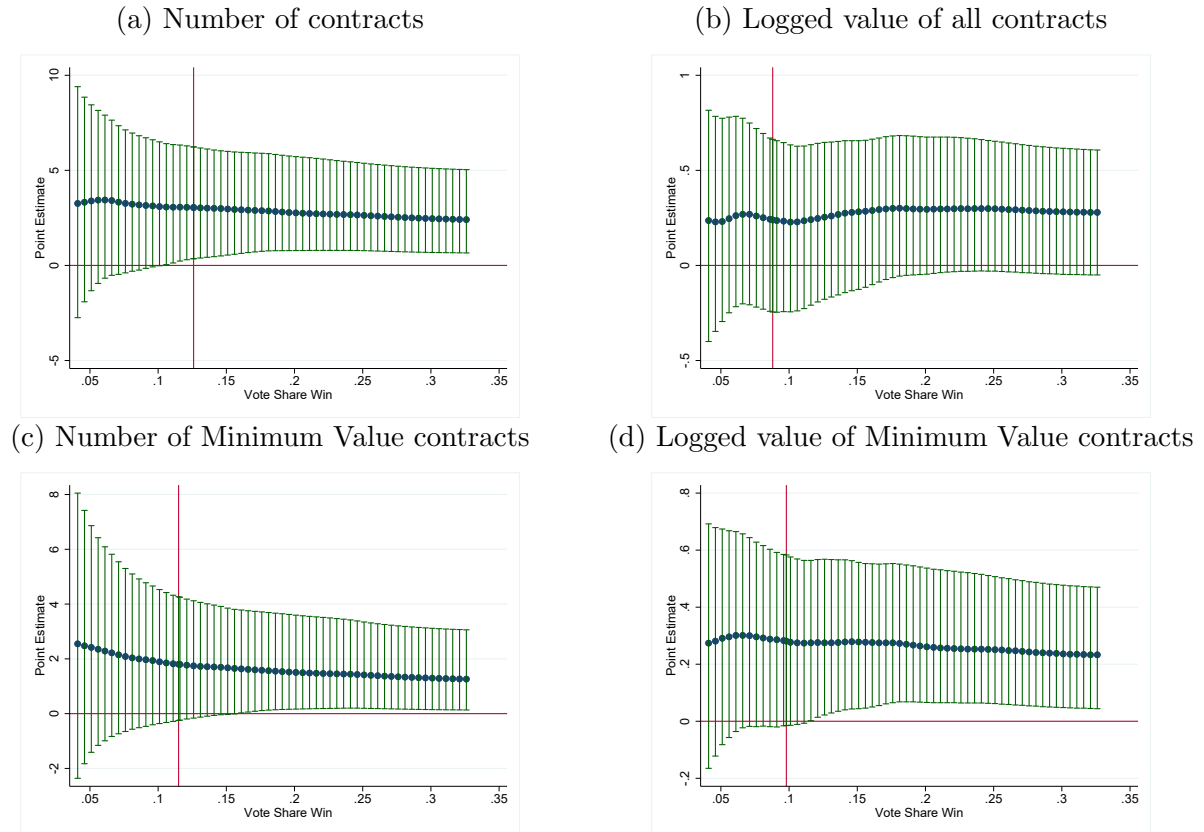 (a) Number of contracts
(b) Logged value of all contracts
Point Estimate
10
5
0
-5
.05 .1 .15 .2 .25 .3 .35
Vote Share Win
Point Estimate
1
.5
0
-.5
.05 .1 .15 .2 .25 .3 .35
Vote Share Win
(c) Number of Minimum Value contracts
(d) Logged value of Minimum Value contracts
Point Estimate
8
6
4
2
0
-2
.05 .1 .15 .2 .25 .3 .35
Vote Share Win
Point Estimate
.8
.6
.4
.2
0
-.2
.05 .1 .15 .2 .25 .3 .35
Vote Share Win